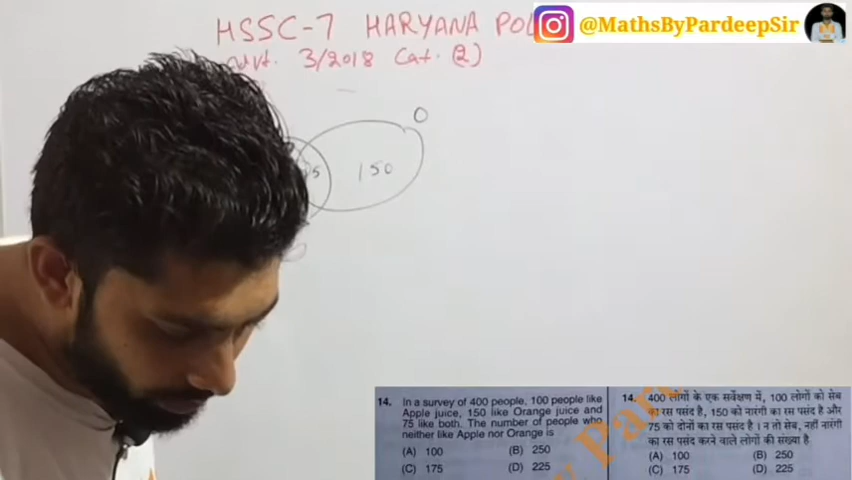 HSSC-7 HARYANA
@MathsByPardeepSir
3/2018 Cat. (2)
O
150
14. In a survey of 400 people, 100 people like
Apple juice, 150 like Orange juice and
75 like both. The number of people who
neither like Apple nor Orange is
(A) 100 (B) 250
(C) 175 (D) 225
14. 400 लोगों के एक सर्वेक्षण में, 100 लोगों को सेब
का रस पसंद है, 150 को नारंगी का रस पसंद है और
75 को दोनों का रस पसंद है । न तो सेब, नहीं नारंगी
का रस पसंद करने वाले लोगों की संख्या है
(A) 100 (B) 250
(C) 175 (D) 225